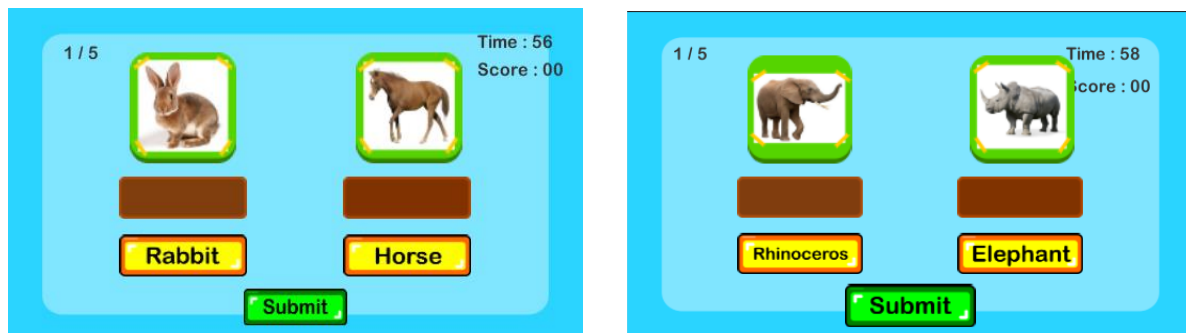 1 / 5
Time : 56
Score : 00
Rabbit
Horse
Submit
1 / 5
Time : 58
core : 00
Rhinoceros
Elephant
Submit